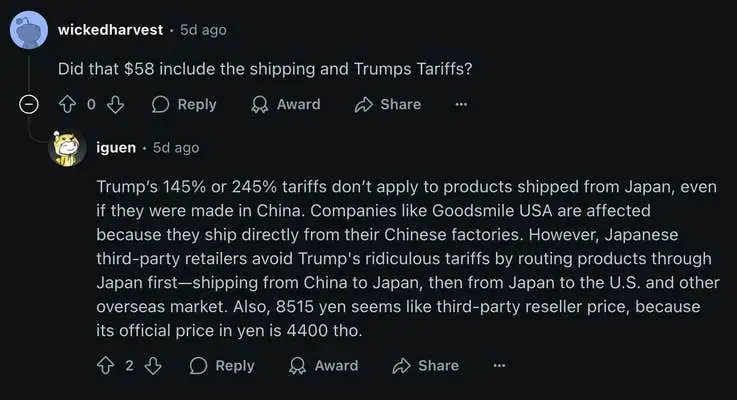 wickedharvest · 5d ago
Did that $58 include the shipping and Trumps Tariffs?
0 Reply Award Share ...
iguen · 5d ago
Trump's 145% or 245% tariffs don't apply to products shipped from Japan, even
if they were made in China. Companies like Goodsmile USA are affected
because they ship directly from their Chinese factories. However, Japanese
third-party retailers avoid Trump's ridiculous tariffs by routing products through
Japan first—shipping from China to Japan, then from Japan to the U.S. and other
overseas market. Also, 8515 yen seems like third-party reseller price, because
its official price in yen is 4400 tho.
2 Reply Award Share ...